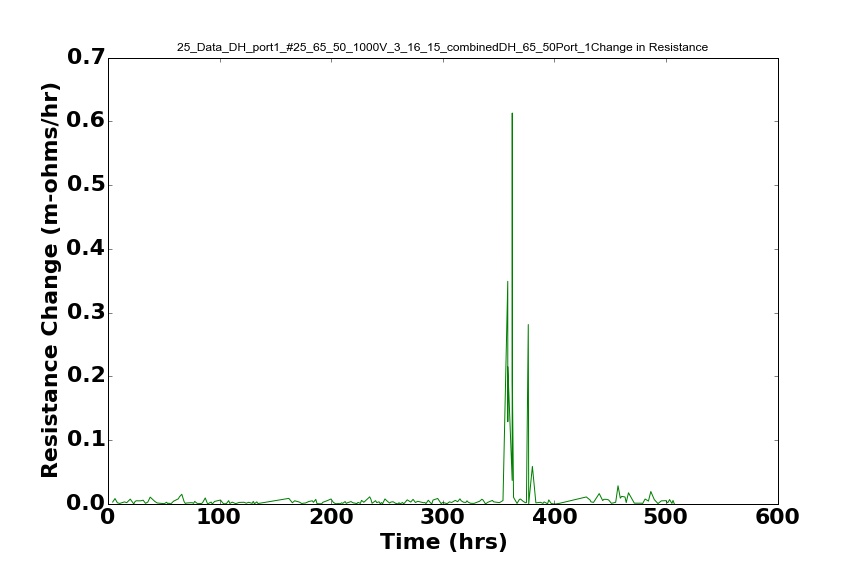 25_Data_DH_port1_#25_65_50_1000V_3_16_15_combinedDH_65_50Port_1Change in Resistance
0.7
0.6
0.5
0.4
0.3
0.2
0.1
0.0
Resistance Change (m-ohms/hr)
0 100 200 300 400 500 600
Time (hrs)